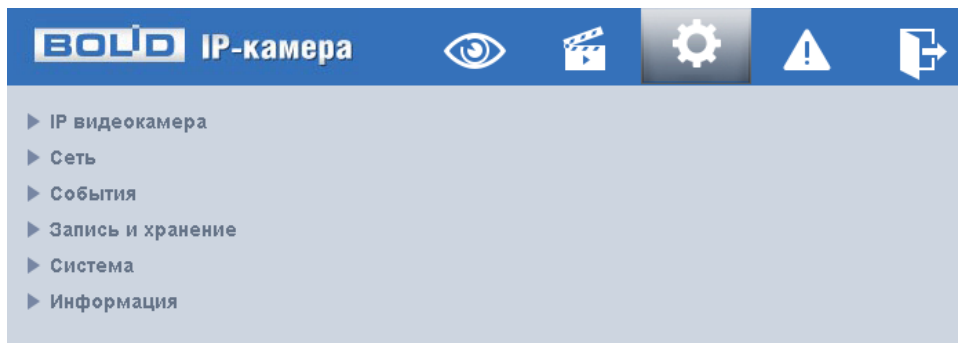 BOLID IP-камера
IP видеокамера
Сеть
События
Запись и хранение
Система
Информация